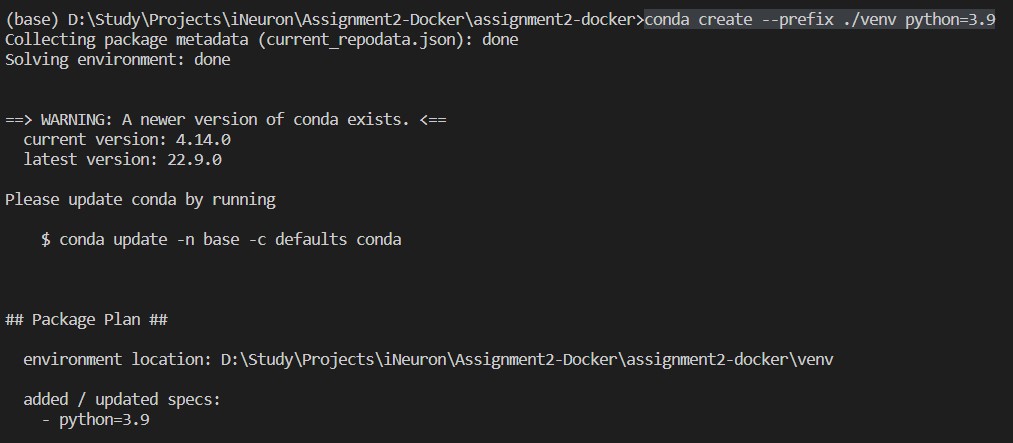 (base) D:\Study\Projects\iNeuron\Assignment2-Docker\assignment2-docker>conda create --prefix ./venv python=3.9
Collecting package metadata (current_repodata.json): done
Solving environment: done
==> WARNING: A newer version of conda exists. <==
current version: 4.14.0
latest version: 22.9.0
Please update conda by running
$ conda update -n base -c defaults conda
## Package Plan ##
environment location: D:\Study\Projects\iNeuron\Assignment2-Docker\assignment2-docker\venv
added / updated specs:
- python=3.9